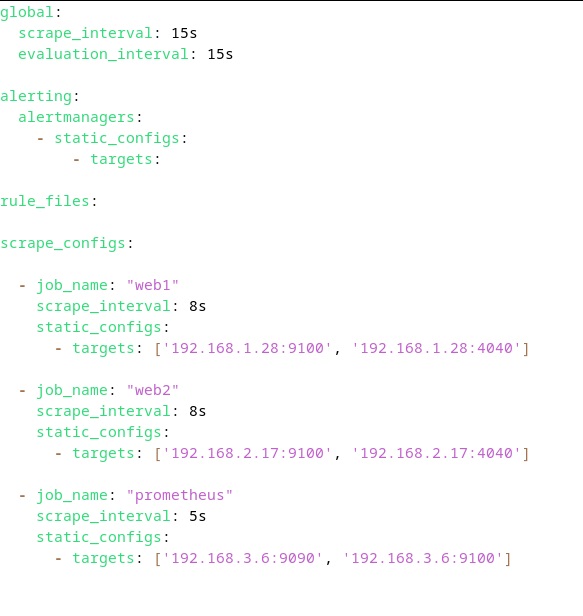 global:
  scrape_interval: 15s
  evaluation_interval: 15s

alerting:
  alertmanagers:
    - static_configs:
        - targets:

rule_files:

scrape_configs:

  - job_name: "web1"
    scrape_interval: 8s
    static_configs:
      - targets: ['192.168.1.28:9100', '192.168.1.28:4040']

  - job_name: "web2"
    scrape_interval: 8s
    static_configs:
      - targets: ['192.168.2.17:9100', '192.168.2.17:4040']

  - job_name: "prometheus"
    scrape_interval: 5s
    static_configs:
      - targets: ['192.168.3.6:9090', '192.168.3.6:9100']